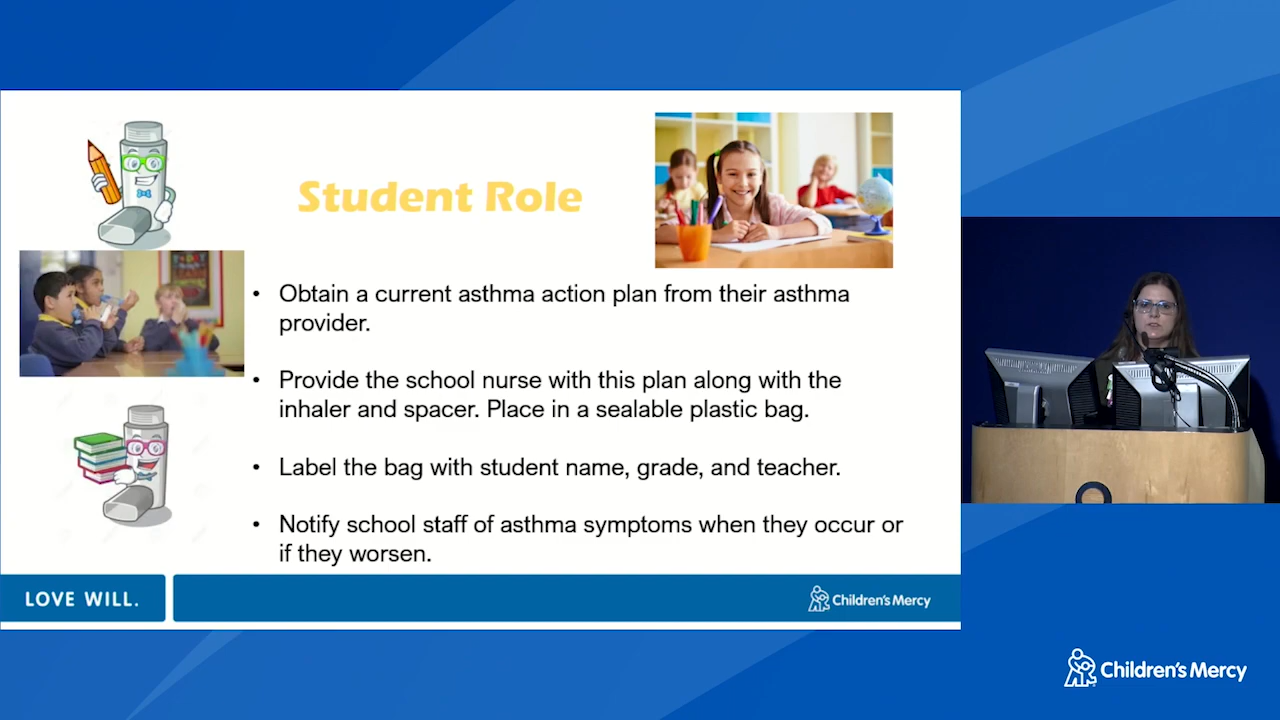 Student Role
• Obtain a current asthma action plan from their asthma
provider.
• Provide the school nurse with this plan along with the
inhaler and spacer. Place in a sealable plastic bag.
• Label the bag with student name, grade, and teacher.
• Notify school staff of asthma symptoms when they occur or
if they worsen.
LOVE WILL.
Children's Mercy
Children's Mercy